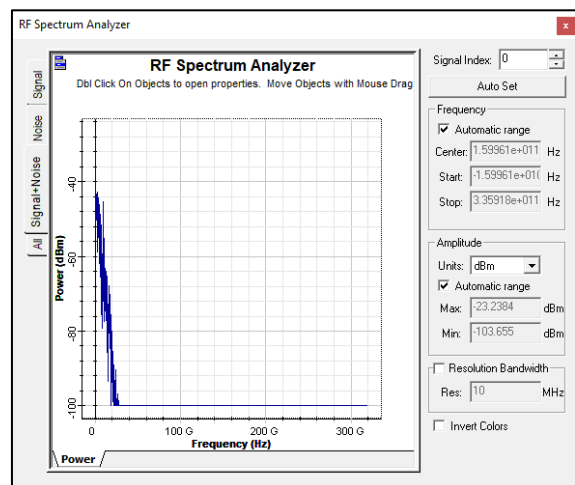 RF Spectrum Analyzer
x
RF Spectrum Analyzer
Dbl Click On Objects to open properties.  Move Objects with Mouse Drag
Signal
Noise
Signal+Noise
All
Power (dBm)
-40
-60
-80
-100
0
100 G
200 G
300 G
Frequency (Hz)
Power
Signal Index: 0
Auto Set
Frequency
Automatic range
Center: 1.59961e+011 Hz
Start: -1.59961e+010 Hz
Stop: 3.35918e+011 Hz
Amplitude
Units: dBm
Automatic range
Max: -23.2384 dBm
Min: -103.655 dBm
Resolution Bandwidth
Res: 10 MHz
Invert Colors